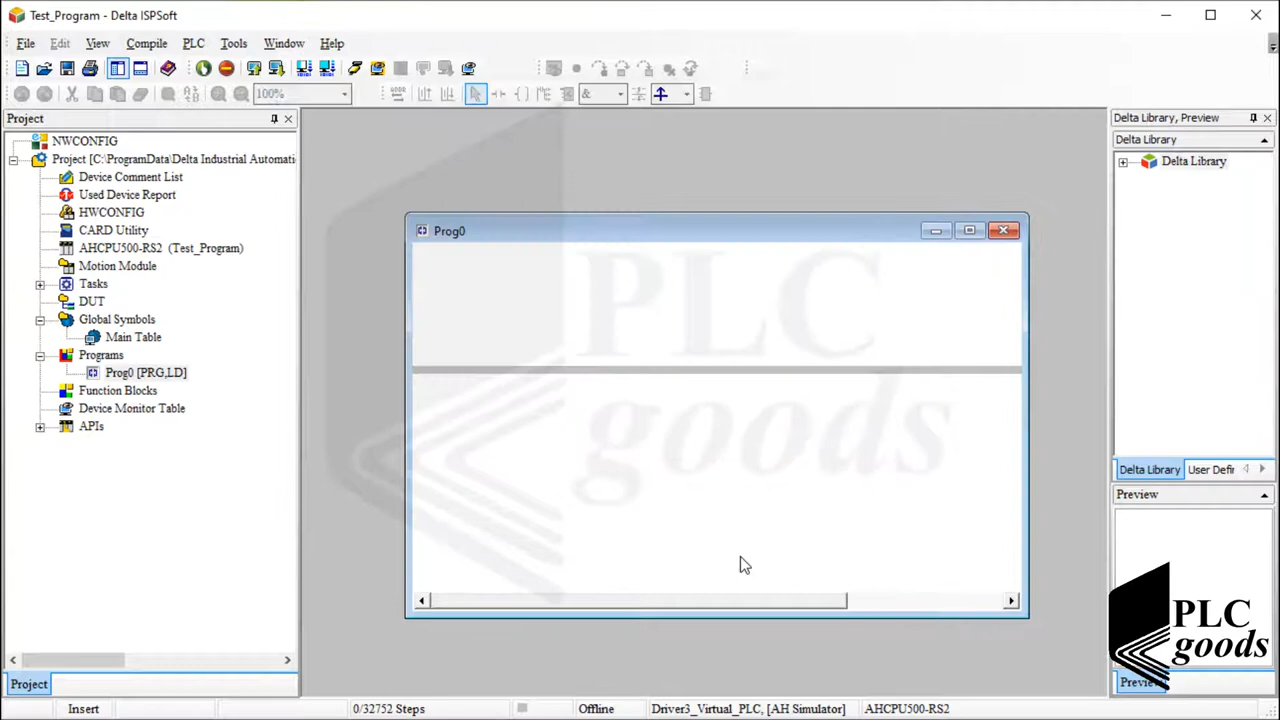 Test_Program - Delta ISPSoft
File Edit View Compile PLC Tools Window Help
100%
&
Project
NWCONFIG
Project [C:\ProgramData\Delta Industrial Automati
Device Comment List
Used Device Report
HWCONFIG
CARD Utility
AHCPU500-RS2 (Test_Program)
Motion Module
Tasks
DUT
Global Symbols
Main Table
Programs
Prog0 [PRG,LD]
Function Blocks
Device Monitor Table
APIs
Project
Prog0
PLC
goods
Delta Library, Preview
Delta Library
Delta Library
Delta Library User Defir
Preview
PLC
goods
Previe
Insert 0/32752 Steps Offline Driver3_Virtual_PLC, [AH Simulator] AHCPU500-RS2